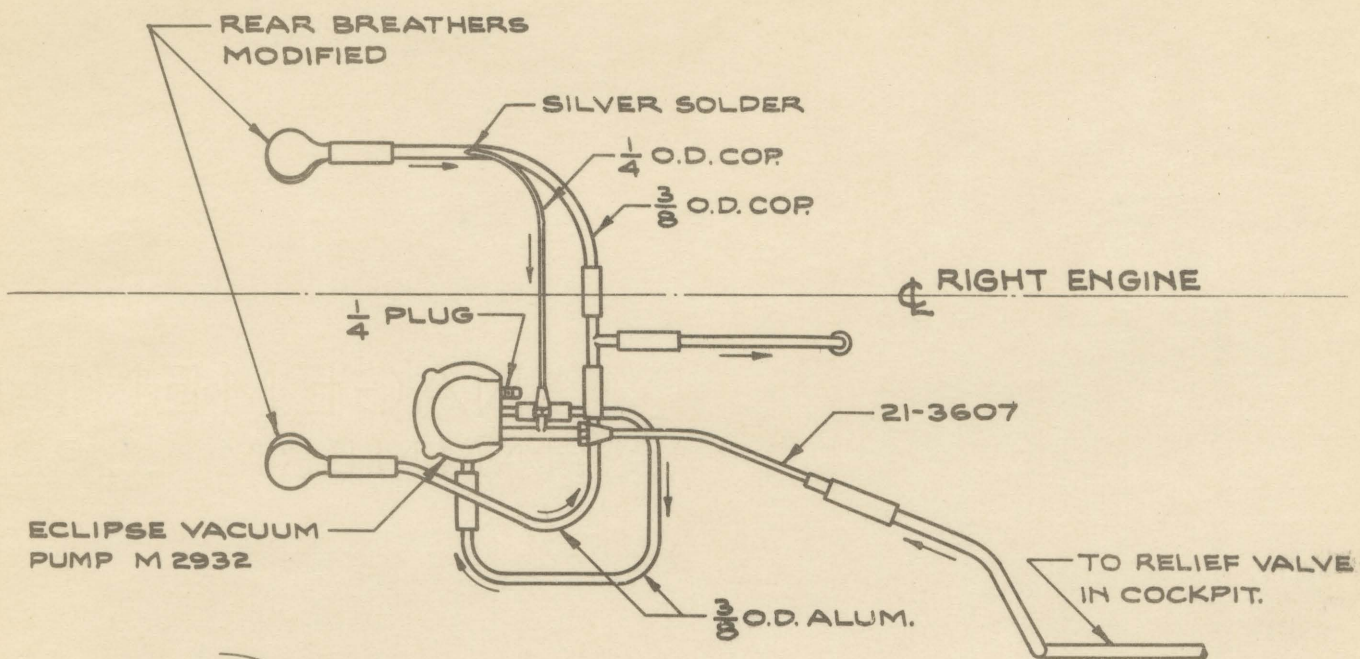 REAR BREATHERS
MODIFIED
SILVER SOLDER
1/4 O.D. COP.
3/8 O.D. COP.
℄ RIGHT ENGINE
1/4 PLUG
21-3607
ECLIPSE VACUUM
PUMP M 2932
TO RELIEF VALVE
IN COCKPIT.
3/8 O.D. ALUM.